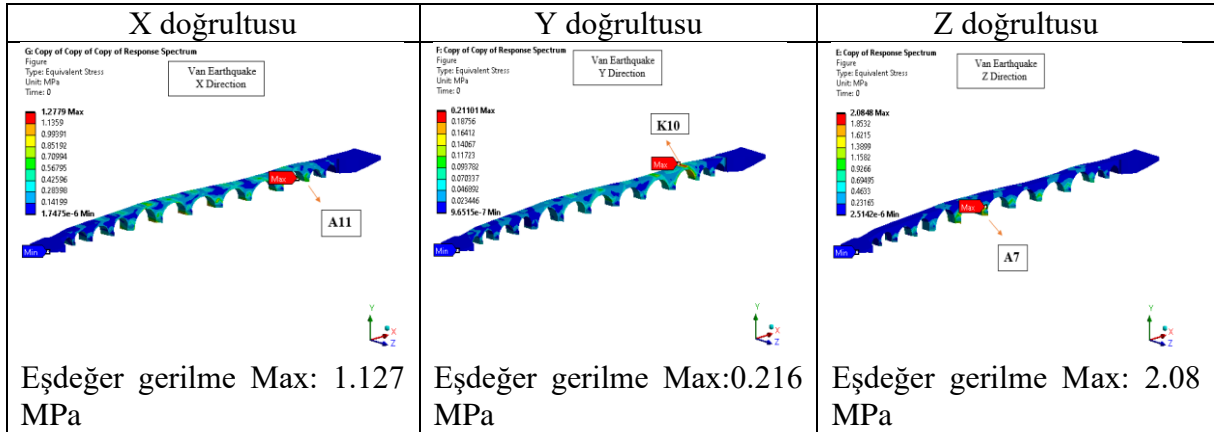 X doğrultusu
G: Copy of Copy of Copy of Response Spectrum
Figure
Type: Equivalent Stress
Unit: MPa
Time: 0
Van Earthquake
X Direction
1.2779 Max
1.1359
0.99391
0.85192
0.70994
0.56795
0.42596
0.28398
0.14199
1.7475e-6 Min
Max
A11
Min
Y
X
Z
Eşdeğer gerilme Max: 1.127
MPa
Y doğrultusu
F: Copy of Copy of Response Spectrum
Figure
Type: Equivalent Stress
Unit: MPa
Time: 0
Van Earthquake
Y Direction
0.21101 Max
0.18756
0.16412
0.14067
0.11723
0.093782
0.070337
0.046892
0.023446
9.6515e-7 Min
K10
Max
Min
Y
X
Z
Eşdeğer gerilme Max:0.216
MPa
Z doğrultusu
E: Copy of Response Spectrum
Figure
Type: Equivalent Stress
Unit: MPa
Time: 0
Van Earthquake
Z Direction
2.0848 Max
1.8532
1.6215
1.3899
1.1582
0.9266
0.69495
0.4633
0.23165
2.5142e-6 Min
Max
A7
Min
Y
X
Z
Eşdeğer gerilme Max: 2.08
MPa